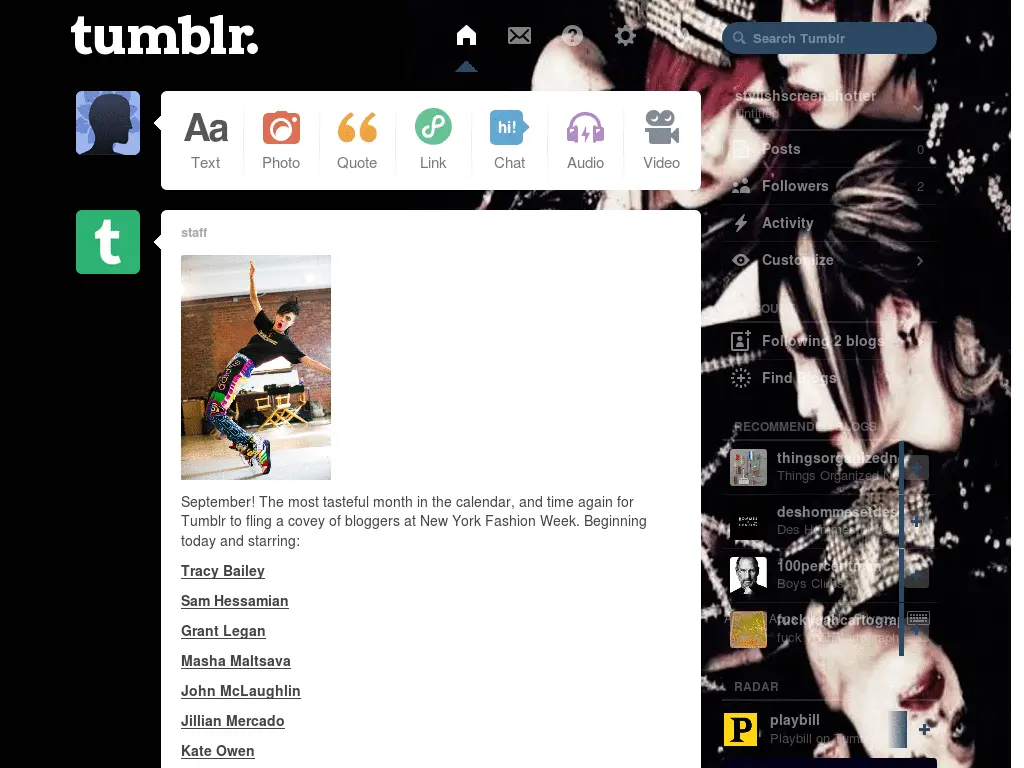 tumblr.
Search Tumblr
Aa
Text
Photo
Quote
Link
hi!
Chat
Audio
Video
t
staff
September! The most tasteful month in the calendar, and time again for
Tumblr to fling a covey of bloggers at New York Fashion Week. Beginning
today and starring:
Tracy Bailey
Sam Hessamian
Grant Legan
Masha Maltsava
John McLaughlin
Jillian Mercado
Kate Owen
stylishscreenshotter
Untitled
Posts 0
Followers 2
Activity
Customize
Following 2 blogs
Find Blogs
RECOMMENDED BLOGS
thingsorganizedn
Things Organized N
deshommesetdes
Des Hommes
100percentmen
Boys Club
fuckyeahcartograp
fuck yeah cartograph
RADAR
P
playbill
Playbill on Tumblr